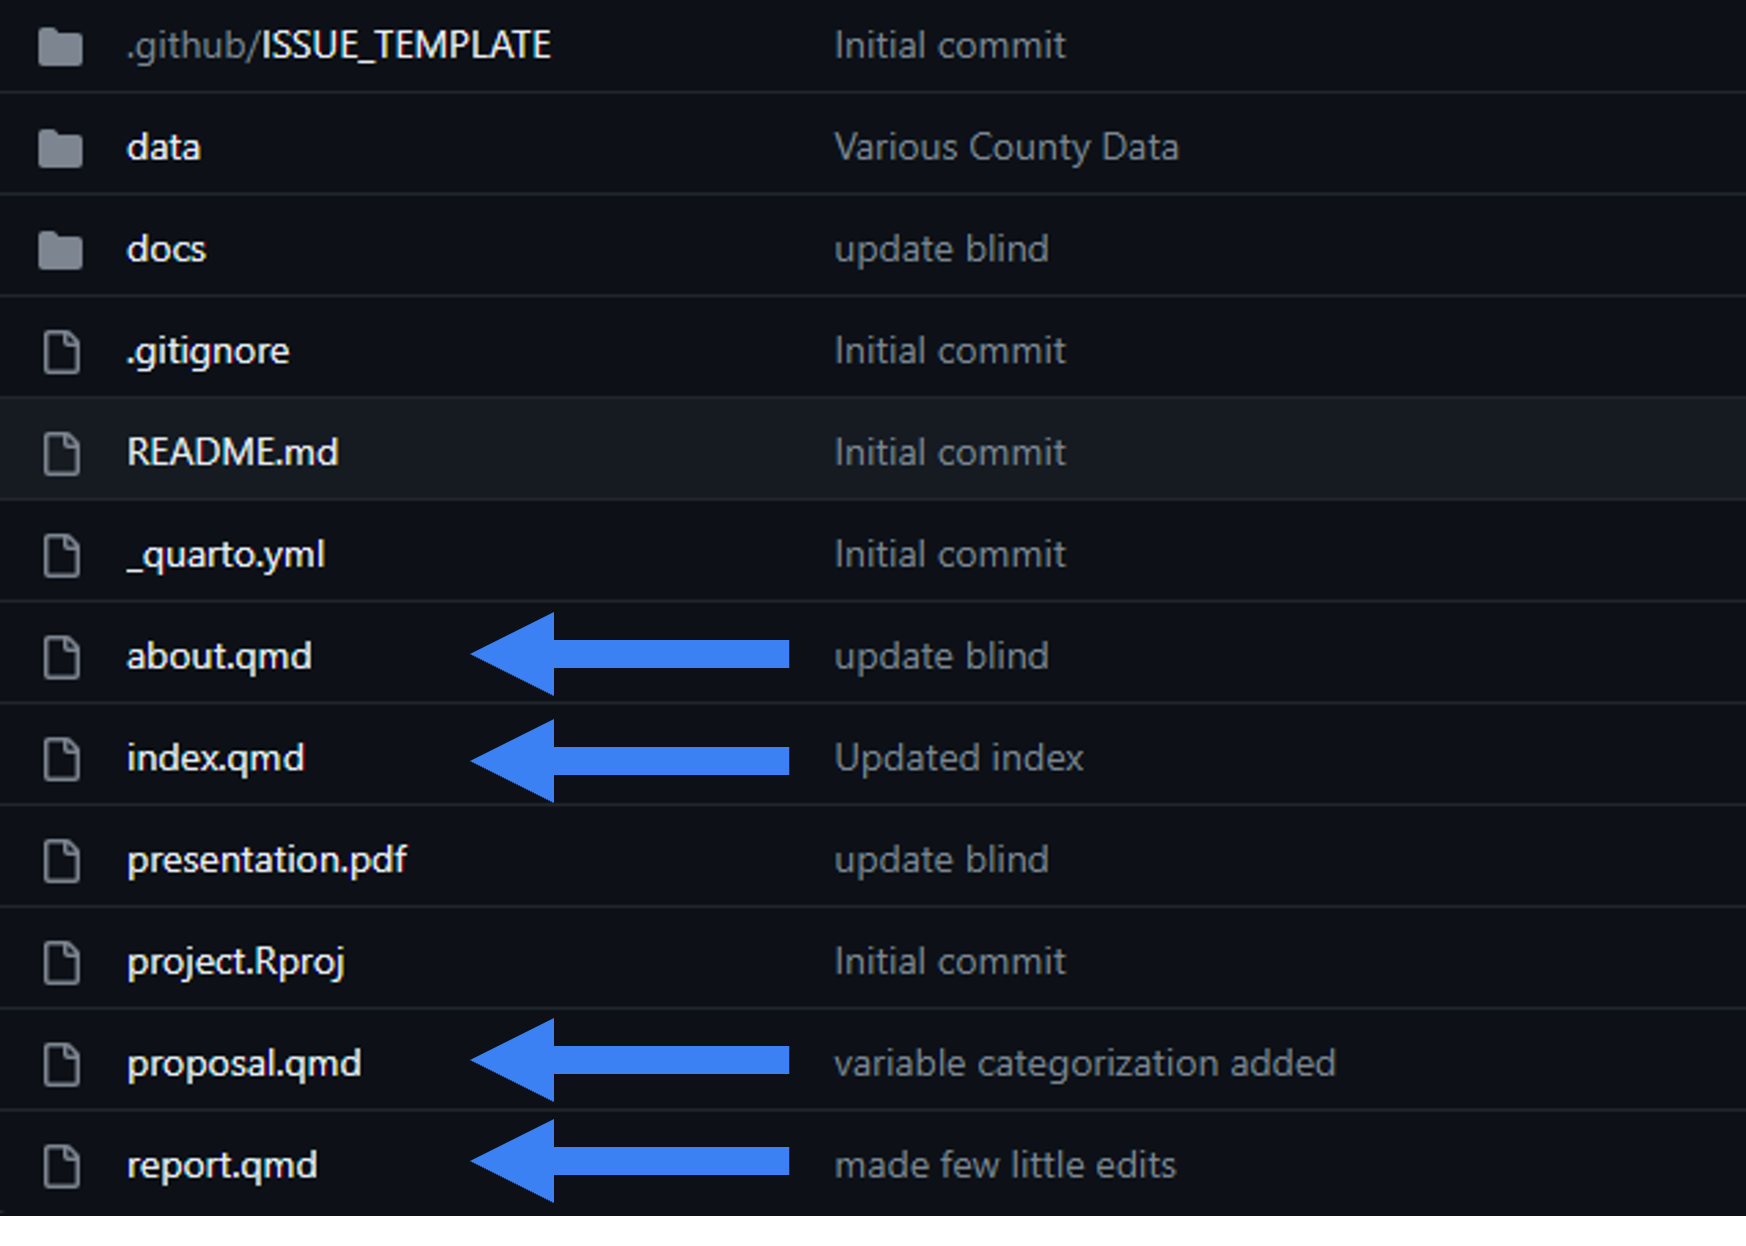 .github/ISSUE_TEMPLATE Initial commit
data Various County Data
docs update blind
.gitignore Initial commit
README.md Initial commit
_quarto.yml Initial commit
about.qmd update blind
index.qmd Updated index
presentation.pdf update blind
project.Rproj Initial commit
proposal.qmd variable categorization added
report.qmd made few little edits